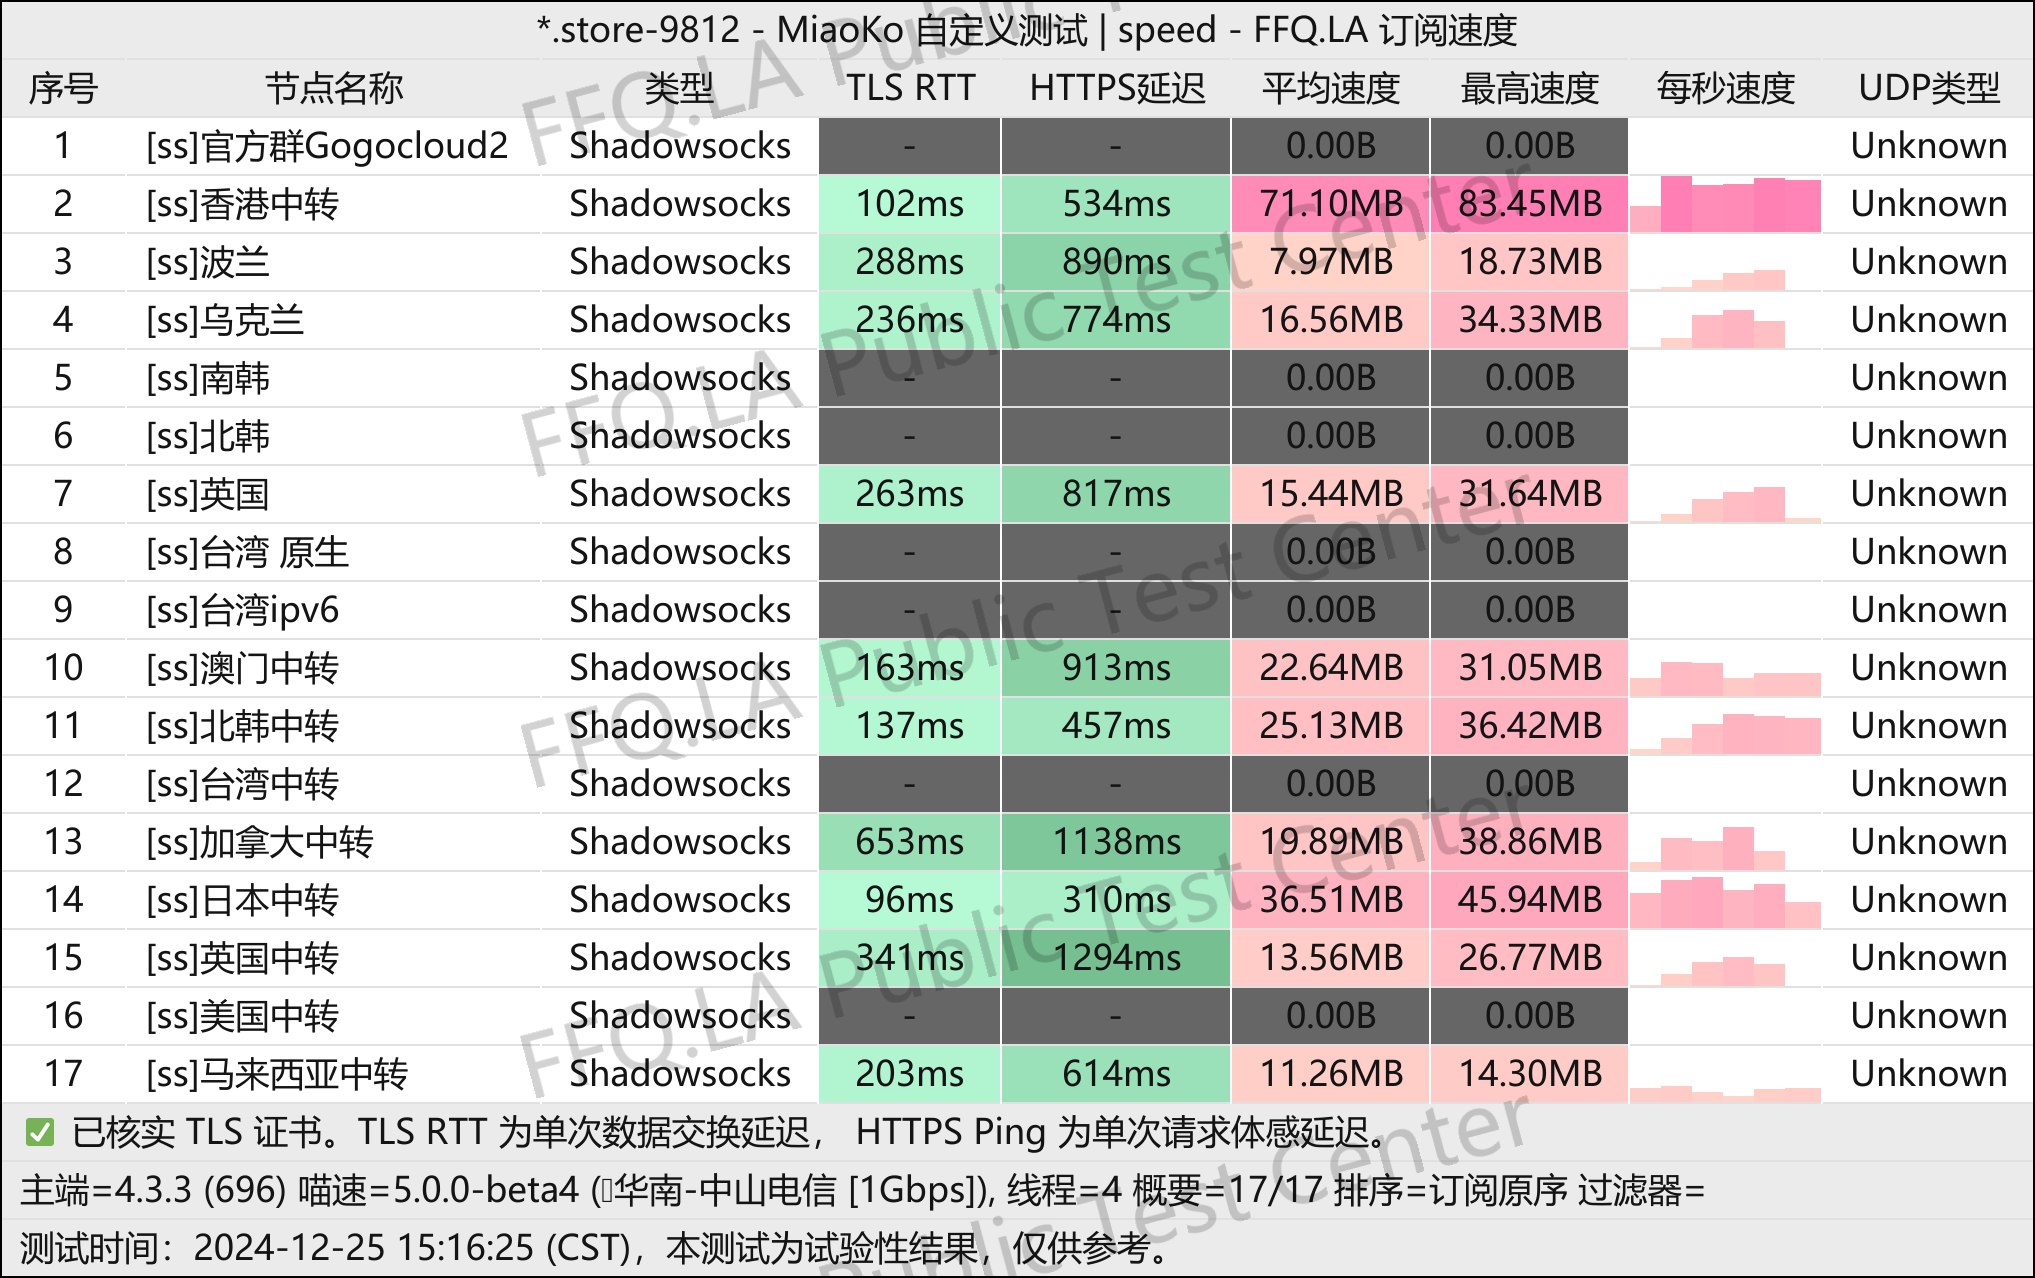 *.store-9812 - MiaoKo 自定义测试 | speed - FFQ.LA 订阅速度
序号 节点名称 类型 TLS RTT HTTPS延迟 平均速度 最高速度 每秒速度 UDP类型
1 [ss]官方群Gogocloud2 Shadowsocks - - 0.00B 0.00B Unknown
2 [ss]香港中转 Shadowsocks 102ms 534ms 71.10MB 83.45MB Unknown
3 [ss]波兰 Shadowsocks 288ms 890ms 7.97MB 18.73MB Unknown
4 [ss]乌克兰 Shadowsocks 236ms 774ms 16.56MB 34.33MB Unknown
5 [ss]南韩 Shadowsocks - - 0.00B 0.00B Unknown
6 [ss]北韩 Shadowsocks - - 0.00B 0.00B Unknown
7 [ss]英国 Shadowsocks 263ms 817ms 15.44MB 31.64MB Unknown
8 [ss]台湾 原生 Shadowsocks - - 0.00B 0.00B Unknown
9 [ss]台湾ipv6 Shadowsocks - - 0.00B 0.00B Unknown
10 [ss]澳门中转 Shadowsocks 163ms 913ms 22.64MB 31.05MB Unknown
11 [ss]北韩中转 Shadowsocks 137ms 457ms 25.13MB 36.42MB Unknown
12 [ss]台湾中转 Shadowsocks - - 0.00B 0.00B Unknown
13 [ss]加拿大中转 Shadowsocks 653ms 1138ms 19.89MB 38.86MB Unknown
14 [ss]日本中转 Shadowsocks 96ms 310ms 36.51MB 45.94MB Unknown
15 [ss]英国中转 Shadowsocks 341ms 1294ms 13.56MB 26.77MB Unknown
16 [ss]美国中转 Shadowsocks - - 0.00B 0.00B Unknown
17 [ss]马来西亚中转 Shadowsocks 203ms 614ms 11.26MB 14.30MB Unknown
✅ 已核实 TLS 证书。TLS RTT 为单次数据交换延迟， HTTPS Ping 为单次请求体感延迟。
主端=4.3.3 (696) 喵速=5.0.0-beta4 (华南-中山电信 [1Gbps]), 线程=4 概要=17/17 排序=订阅原序 过滤器=
测试时间：2024-12-25 15:16:25 (CST)，本测试为试验性结果，仅供参考。
FFQ.LA Public Test Center
FFQ.LA Public Test Center
FFQ.LA Public Test Center
FFQ.LA Public Test Center